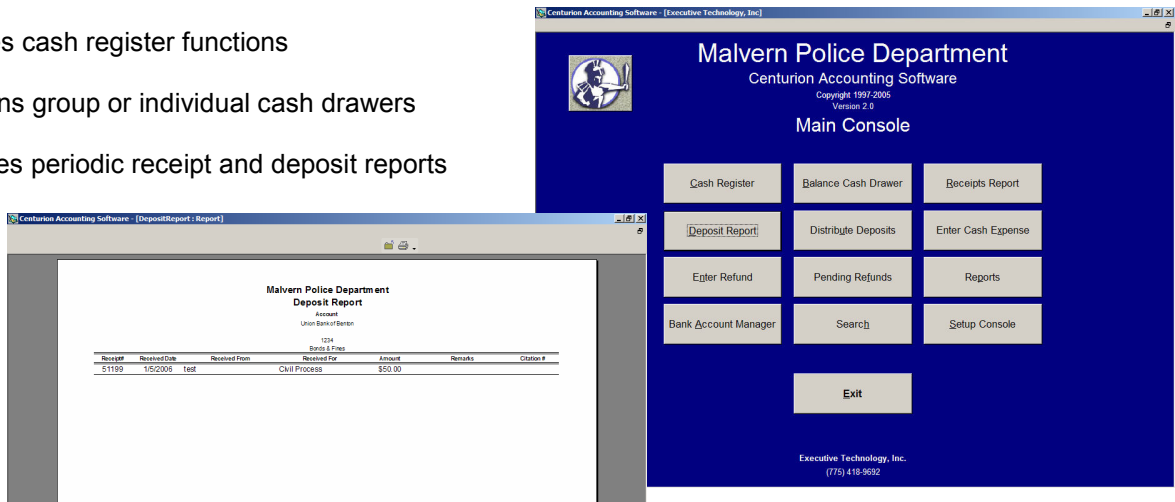 es cash register functions
ns group or individual cash drawers
es periodic receipt and deposit reports
Centurion Accounting Software - [Executive Technology, Inc]
Malvern Police Department
Centurion Accounting Software
Copyright 1997-2005
Version 2.0
Main Console
Cash Register Balance Cash Drawer Receipts Report
Deposit Report Distribute Deposits Enter Cash Expense
Enter Refund Pending Refunds Reports
Bank Account Manager Search Setup Console
Exit
Executive Technology, Inc.
(775) 418-9692
Centurion Accounting Software - [DepositReport : Report]
Malvern Police Department
Deposit Report
Account
Union Bank of Benton
1234
Bonds & Fines
Receipt# Received Date Received From Received For Amount Remarks Citation #
51199 1/5/2006 test Civil Process $50.00